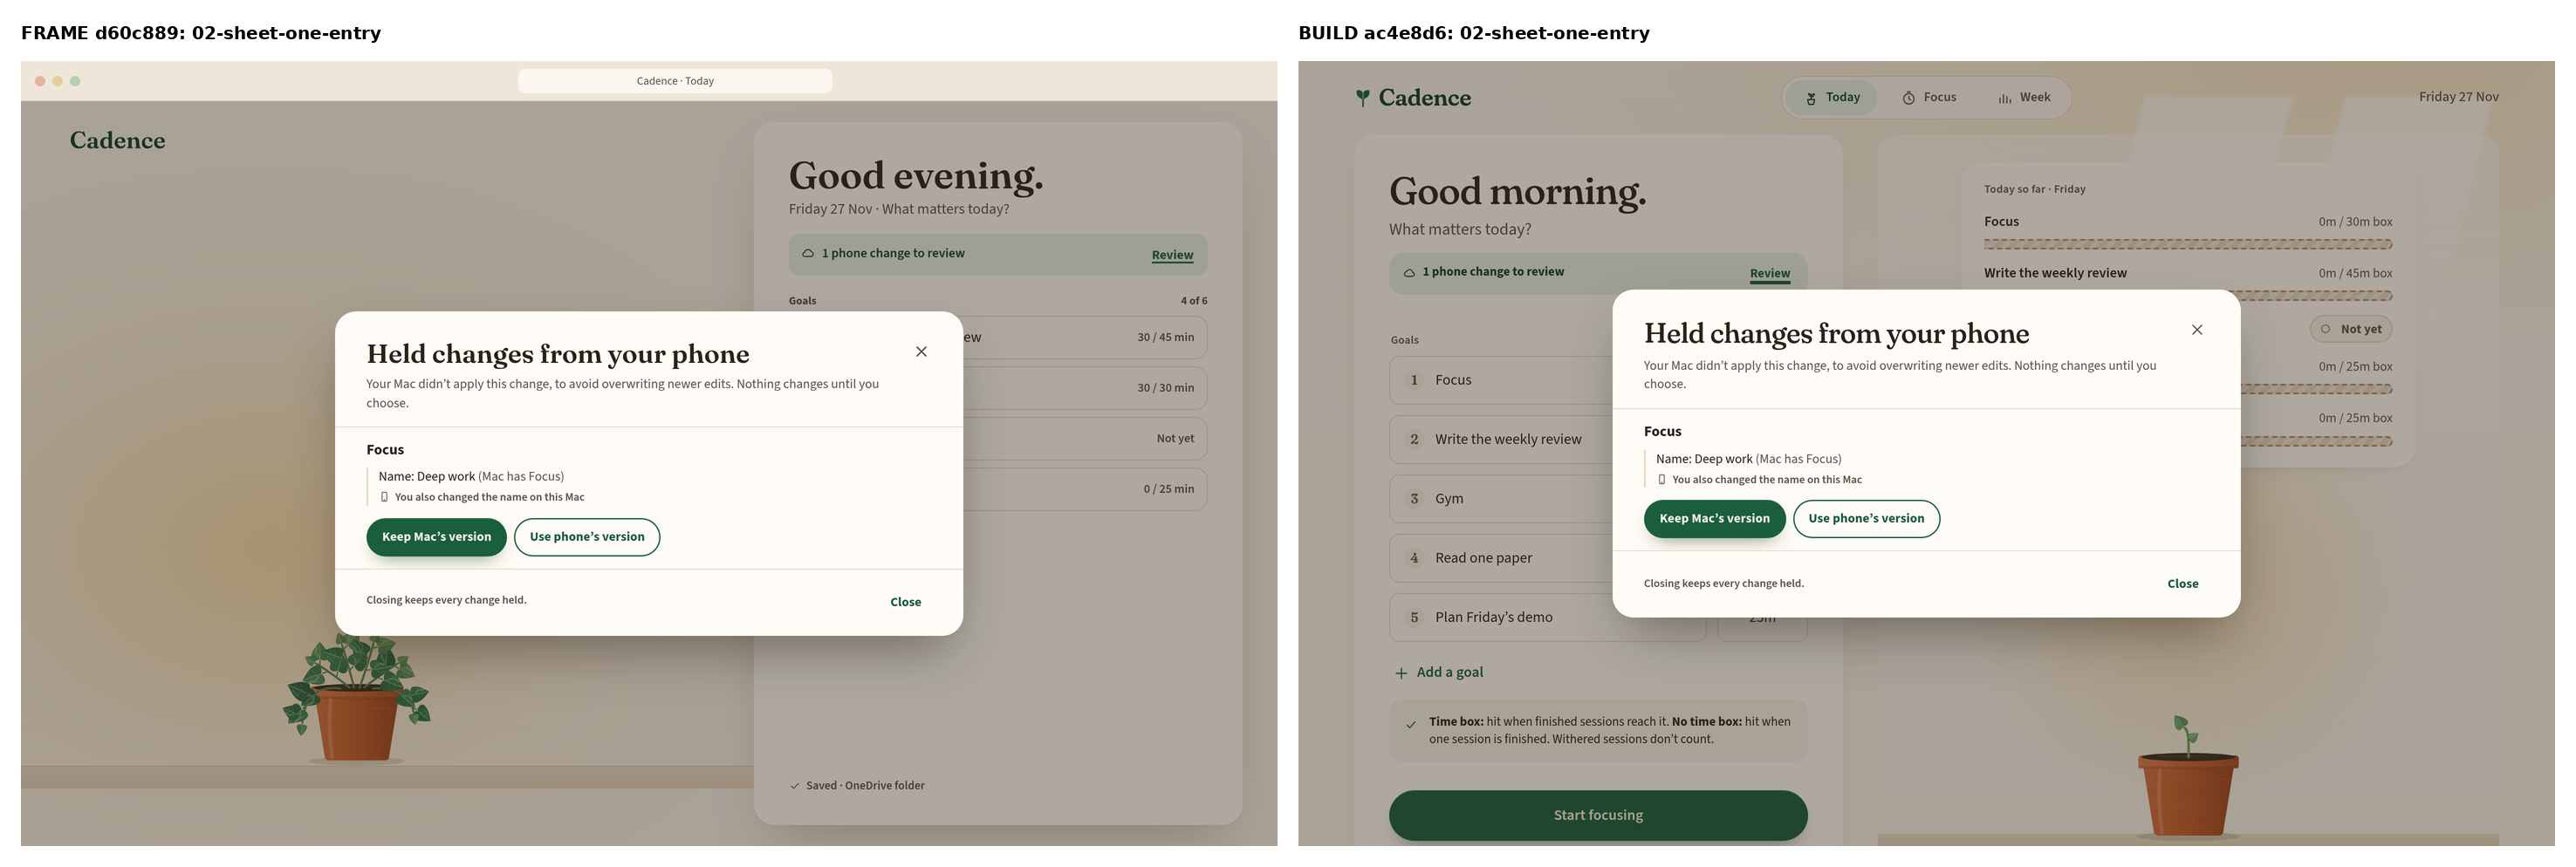 FRAME d60c889: 02-sheet-one-entry
Cadence · Today
Cadence
Good evening.
Friday 27 Nov · What matters today?
1 phone change to review
Review
Goals
4 of 6
ew
30 / 45 min
30 / 30 min
Not yet
0 / 25 min
Saved · OneDrive folder
Held changes from your phone
Your Mac didn’t apply this change, to avoid overwriting newer edits. Nothing changes until you
choose.
Focus
Name: Deep work (Mac has Focus)
You also changed the name on this Mac
Keep Mac’s version
Use phone’s version
Closing keeps every change held.
Close
BUILD ac4e8d6: 02-sheet-one-entry
Cadence
Today
Focus
Week
Friday 27 Nov
Good morning.
What matters today?
1 phone change to review
Review
Goals
1 Focus
2 Write the weekly review
3 Gym
4 Read one paper
5 Plan Friday’s demo
25m
Add a goal
Time box: hit when finished sessions reach it. No time box: hit when
one session is finished. Withered sessions don’t count.
Start focusing
Today so far · Friday
Focus
0m / 30m box
Write the weekly review
0m / 45m box
Not yet
0m / 25m box
0m / 25m box
Held changes from your phone
Your Mac didn’t apply this change, to avoid overwriting newer edits. Nothing changes until you
choose.
Focus
Name: Deep work (Mac has Focus)
You also changed the name on this Mac
Keep Mac’s version
Use phone’s version
Closing keeps every change held.
Close